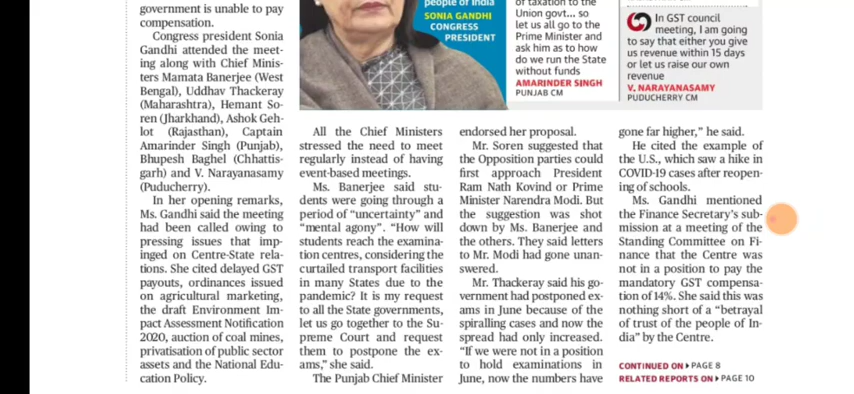 government is unable to pay
compensation.
Congress president Sonia
Gandhi attended the meet-
ing along with Chief Minis-
ters Mamata Banerjee (West
Bengal), Uddhav Thackeray
(Maharashtra), Hemant So-
ren (Jharkhand), Ashok Geh-
lot (Rajasthan), Captain
Amarinder Singh (Punjab),
Bhupesh Baghel (Chhattis-
garh) and V. Narayanasamy
(Puducherry).
In her opening remarks,
Ms. Gandhi said the meeting
had been called owing to
pressing issues that imp-
inged on Centre-State rela-
tions. She cited delayed GST
payouts, ordinances issued
on agricultural marketing,
the draft Environment Im-
pact Assessment Notification
2020, auction of coal mines,
privatisation of public sector
assets and the National Edu-
cation Policy.
people of India
SONIA GANDHI
CONGRESS
PRESIDENT
of taxation to the
Union govt... so
let us all go to the
Prime Minister and
ask him as to how
do we run the State
without funds
AMARINDER SINGH
PUNJAB CM
In GST council
meeting, I am going
to say that either you give
us revenue within 15 days
or let us raise our own
revenue
V. NARAYANASAMY
PUDUCHERRY CM
All the Chief Ministers
stressed the need to meet
regularly instead of having
event-based meetings.
Ms. Banerjee said stu-
dents were going through a
period of “uncertainty” and
“mental agony”. “How will
students reach the examina-
tion centres, considering the
curtailed transport facilities
in many States due to the
pandemic? It is my request
to all the State governments,
let us go together to the Su-
preme Court and request
them to postpone the ex-
ams,” she said.
The Punjab Chief Minister
endorsed her proposal.
Mr. Soren suggested that
the Opposition parties could
first approach President
Ram Nath Kovind or Prime
Minister Narendra Modi. But
the suggestion was shot
down by Ms. Banerjee and
the others. They said letters
to Mr. Modi had gone unan-
swered.
Mr. Thackeray said his go-
vernment had postponed ex-
ams in June because of the
spiralling cases and now the
spread had only increased.
“If we were not in a position
to hold examinations in
June, now the numbers have
gone far higher,” he said.
He cited the example of
the U.S., which saw a hike in
COVID-19 cases after reopen-
ing of schools.
Ms. Gandhi mentioned
the Finance Secretary’s sub-
mission at a meeting of the
Standing Committee on Fi-
nance that the Centre was
not in a position to pay the
mandatory GST compensa-
tion of 14%. She said this was
nothing short of a “betrayal
of trust of the people of In-
dia” by the Centre.
CONTINUED ON PAGE 8
RELATED REPORTS ON PAGE 10